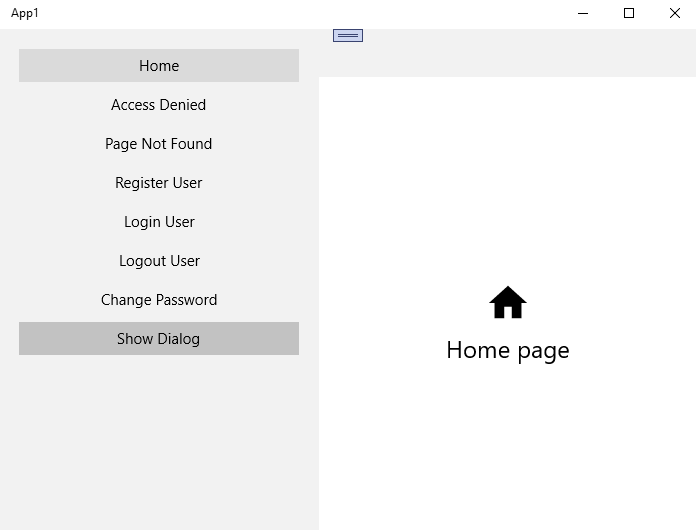 App1
Home
Access Denied
Page Not Found
Register User
Login User
Logout User
Change Password
Show Dialog
Home page